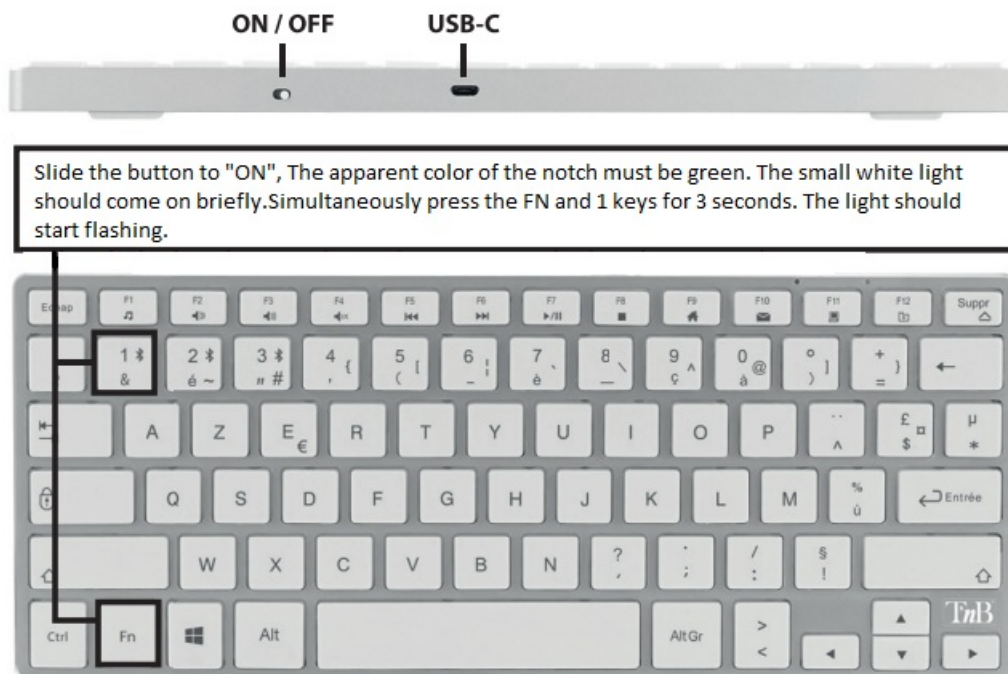 ON / OFF USB-C
Slide the button to "ON", The apparent color of the notch must be green. The small white light
should come on briefly.Simultaneously press the FN and 1 keys for 3 seconds. The light should
start flashing.
F1 F2 F3 F4 F5 F6 F7 F8 F9 F10 F11 F12 Suppr
1 2 3 4 { 5 [ 6 ¦ 7 ` 8 \ 9 ^ 0 @ ° ] + }
& é ~ " # ' ( - è _ ç à ) =
A Z E € R T Y U I O P ¨ ^ £ $ ¤ µ *
Q S D F G H J K L M % ù Entrée
W X C V B N ? , . ; / : § !
Ctrl Fn Alt AltGr > < TnB